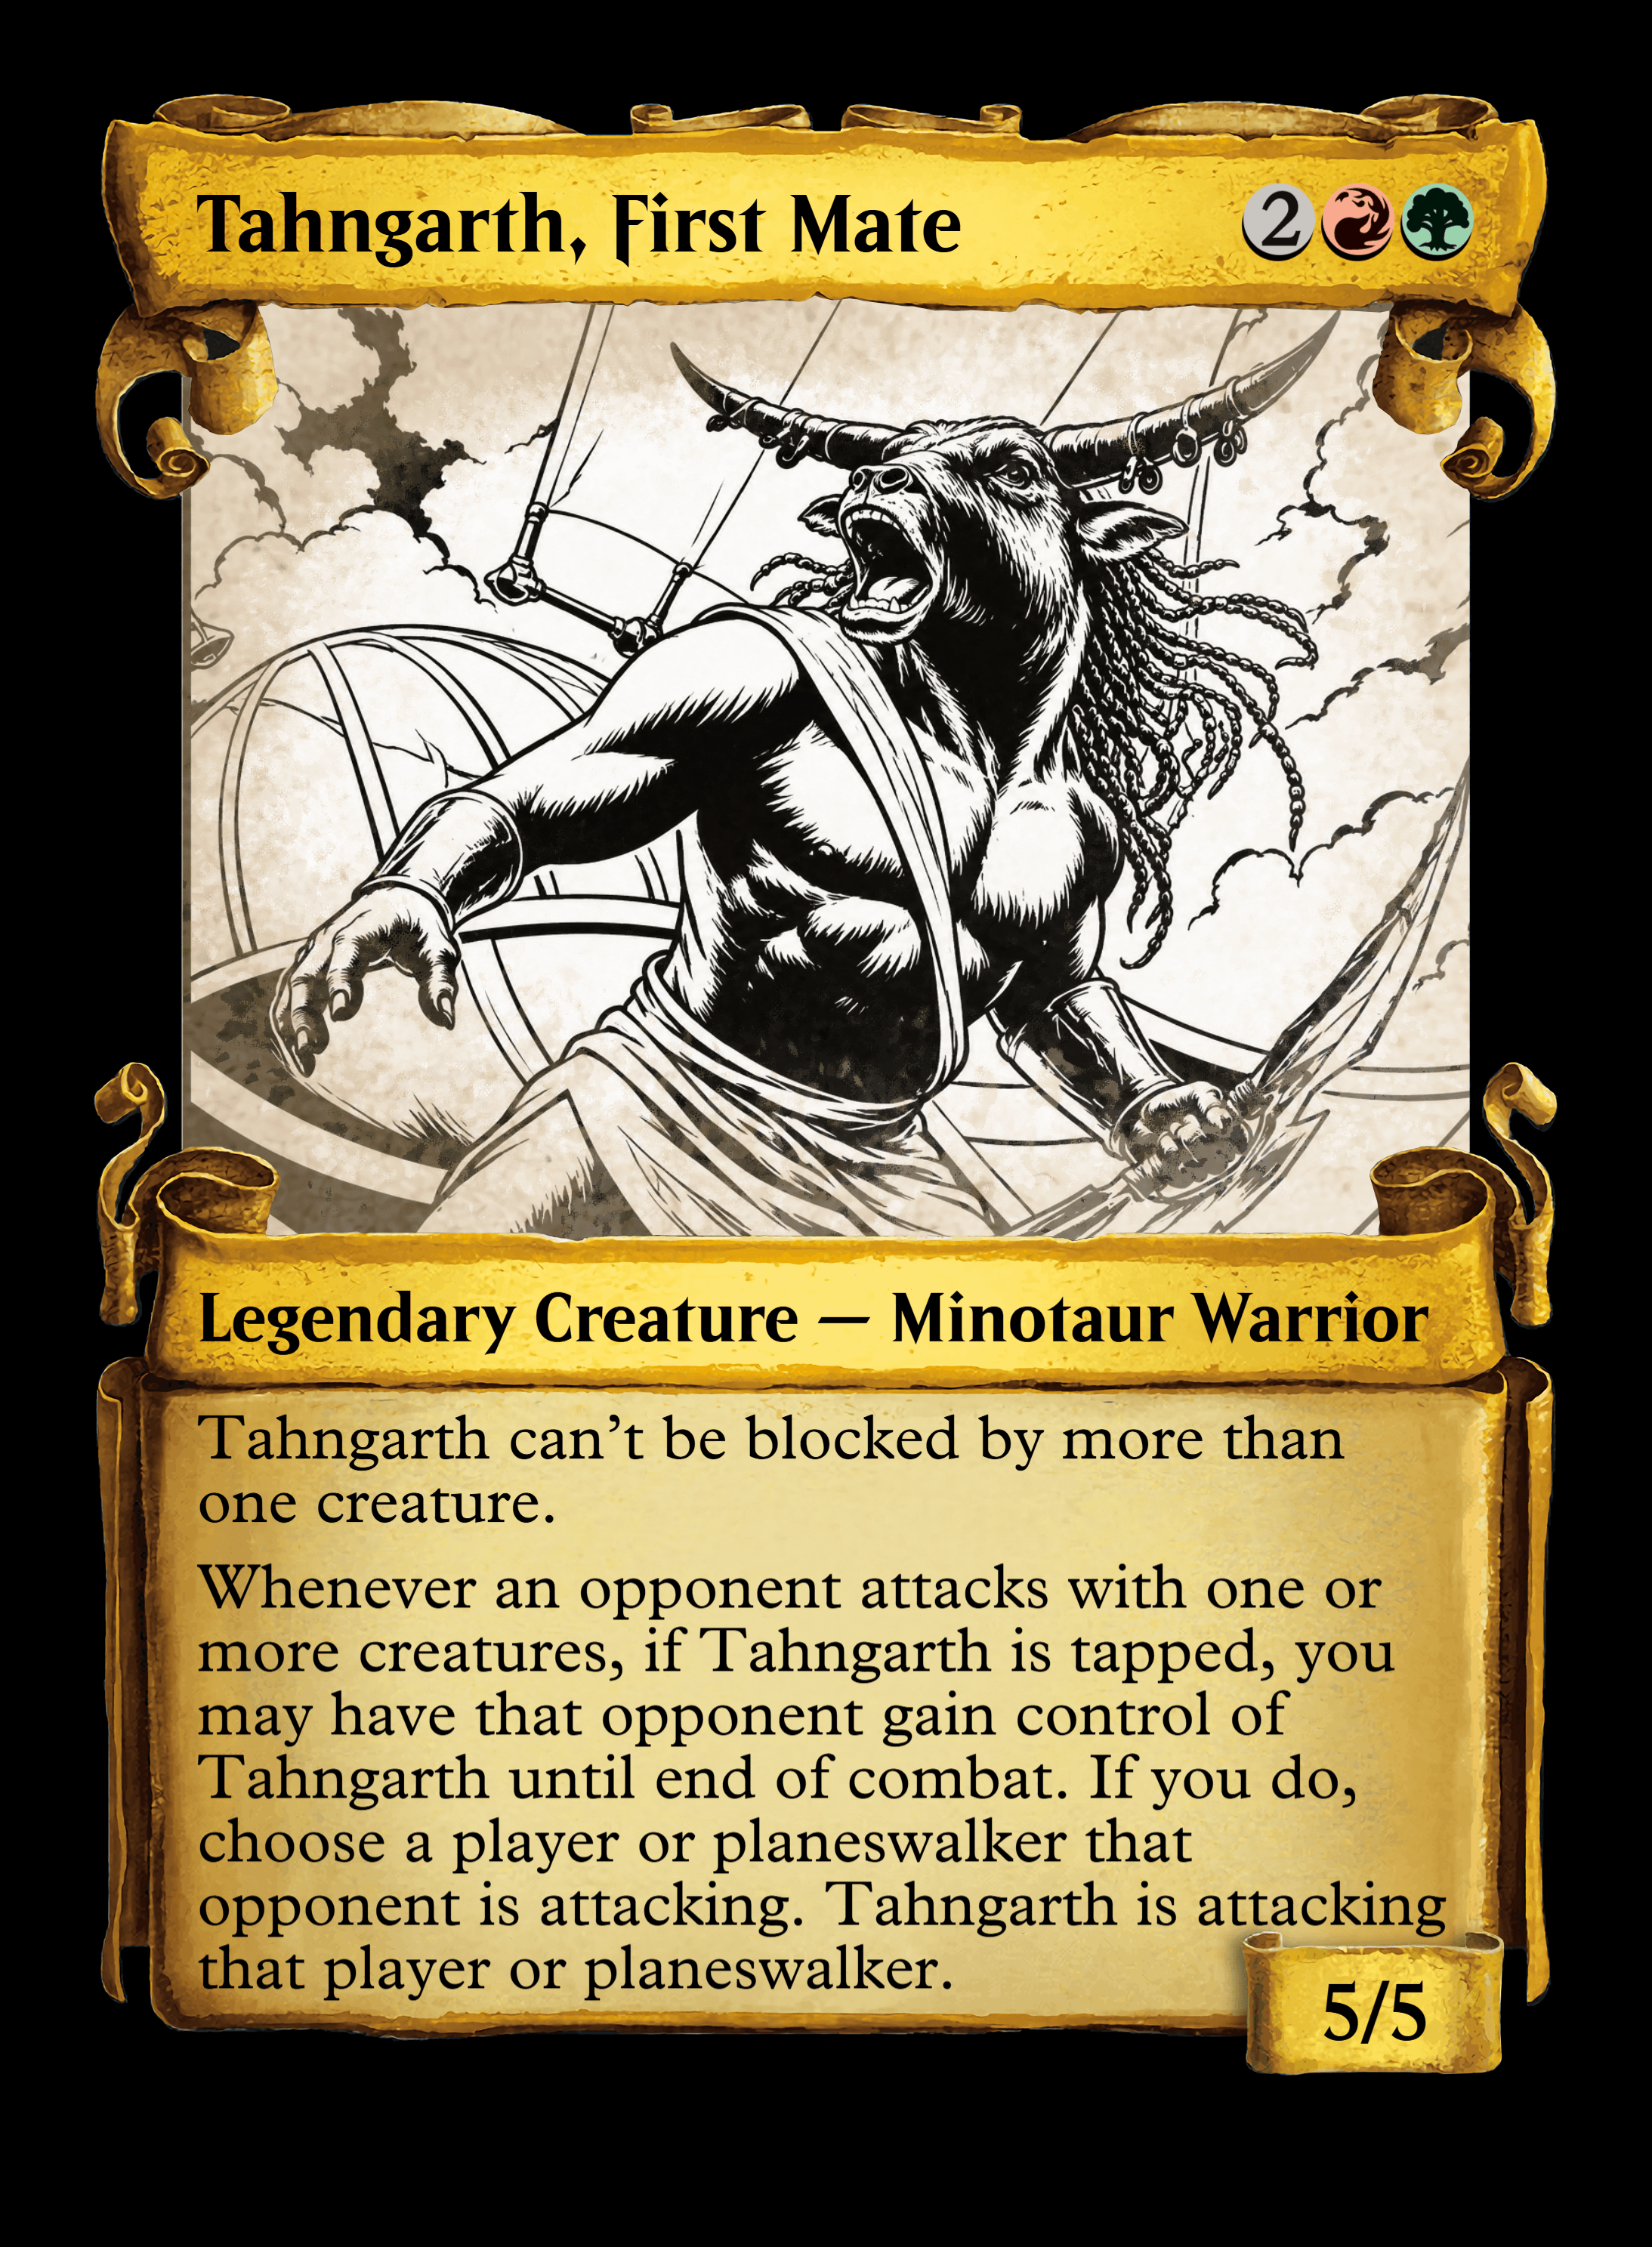 Tahngarth, First Mate 2
Legendary Creature — Minotaur Warrior
Tahngarth can’t be blocked by more than
one creature.
Whenever an opponent attacks with one or
more creatures, if Tahngarth is tapped, you
may have that opponent gain control of
Tahngarth until end of combat. If you do,
choose a player or planeswalker that
opponent is attacking. Tahngarth is attacking
that player or planeswalker.
5/5